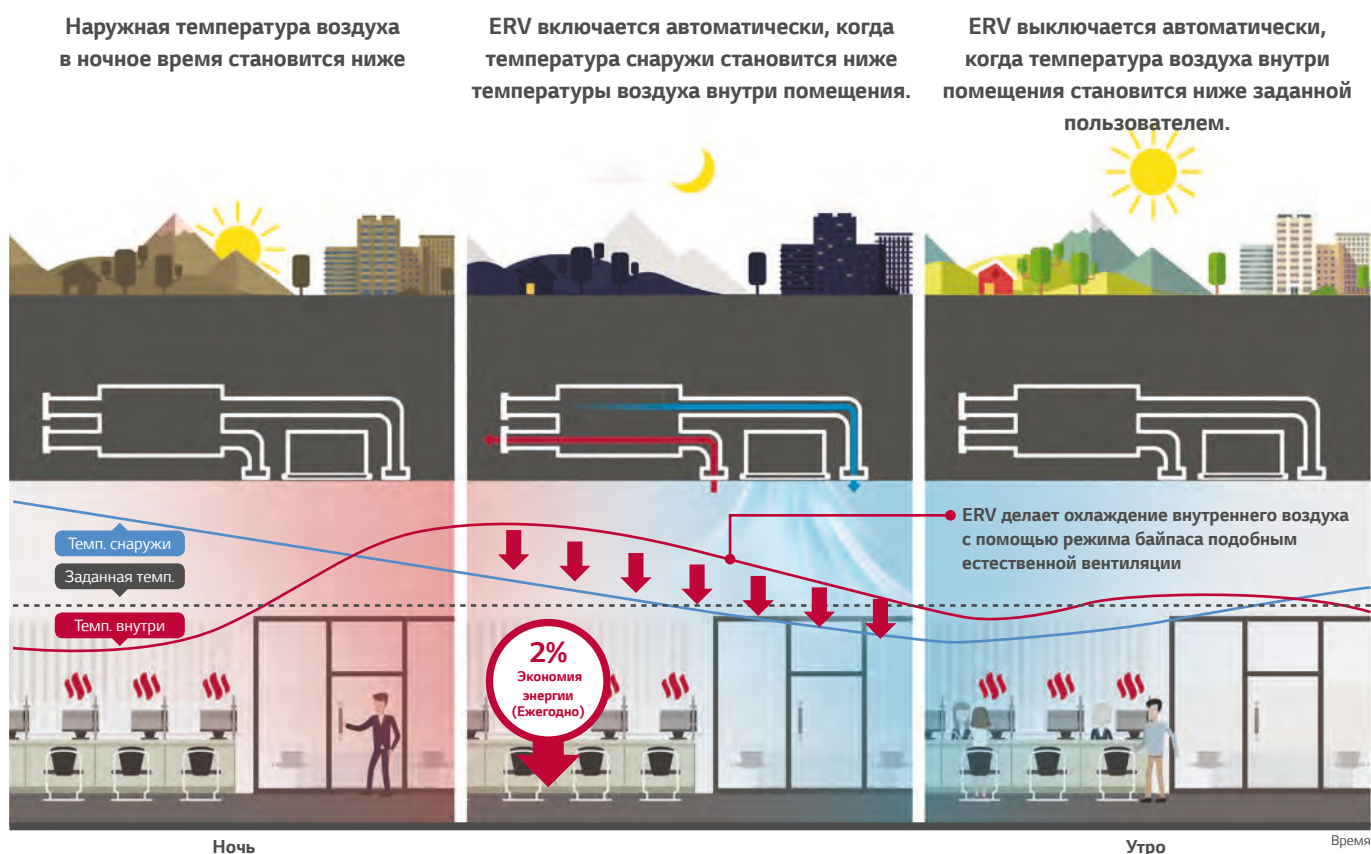 Наружная температура воздуха
в ночное время становится ниже
ERV включается автоматически, когда
температура снаружи становится ниже
температуры воздуха внутри помещения.
ERV выключается автоматически,
когда температура воздуха внутри
помещения становится ниже заданной
пользователем.
Темп. снаружи
Заданная темп.
Темп. внутри
ERV делает охлаждение внутреннего воздуха
с помощью режима байпаса подобным
естественной вентиляции
2%
Экономия
энергии
(Ежегодно)
Ночь
Утро
Время